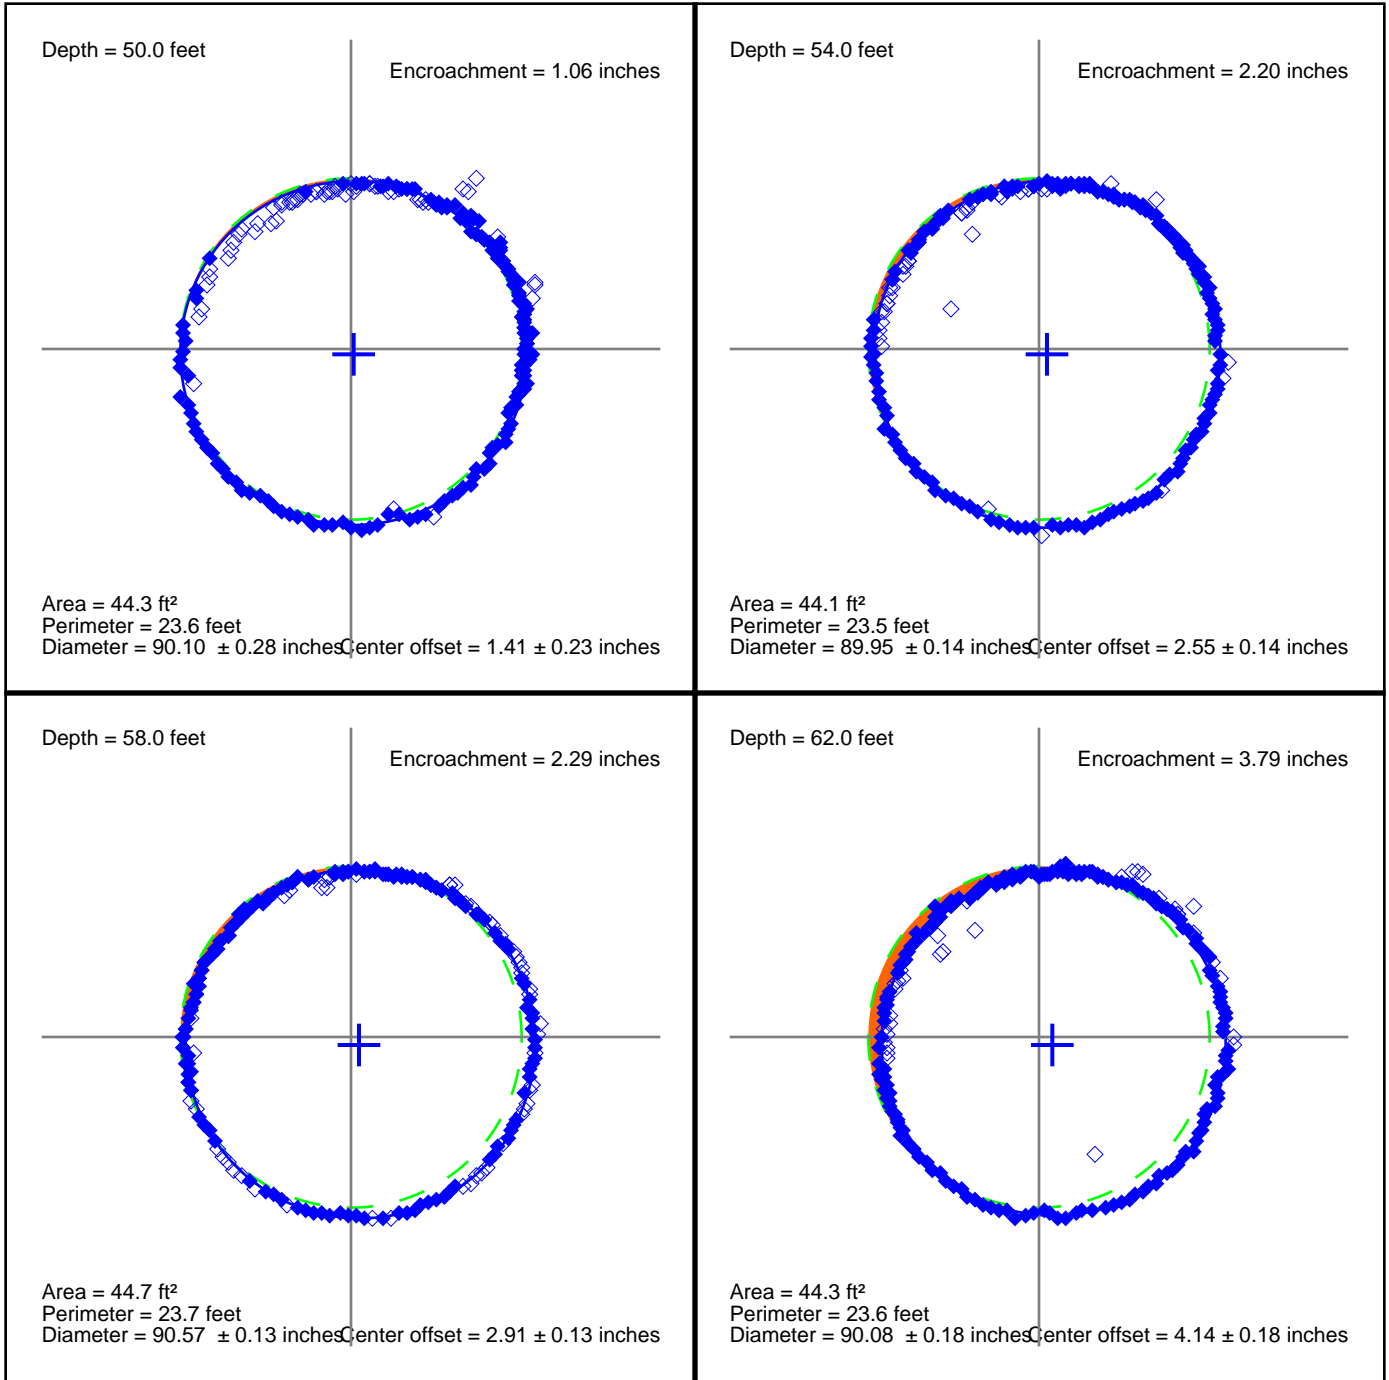 Depth = 50.0 feet
Encroachment = 1.06 inches
Area = 44.3 ft²
Perimeter = 23.6 feet
Diameter = 90.10 ± 0.28 inches Center offset = 1.41 ± 0.23 inches
Depth = 54.0 feet
Encroachment = 2.20 inches
Area = 44.1 ft²
Perimeter = 23.5 feet
Diameter = 89.95 ± 0.14 inches Center offset = 2.55 ± 0.14 inches
Depth = 58.0 feet
Encroachment = 2.29 inches
Area = 44.7 ft²
Perimeter = 23.7 feet
Diameter = 90.57 ± 0.13 inches Center offset = 2.91 ± 0.13 inches
Depth = 62.0 feet
Encroachment = 3.79 inches
Area = 44.3 ft²
Perimeter = 23.6 feet
Diameter = 90.08 ± 0.18 inches Center offset = 4.14 ± 0.18 inches